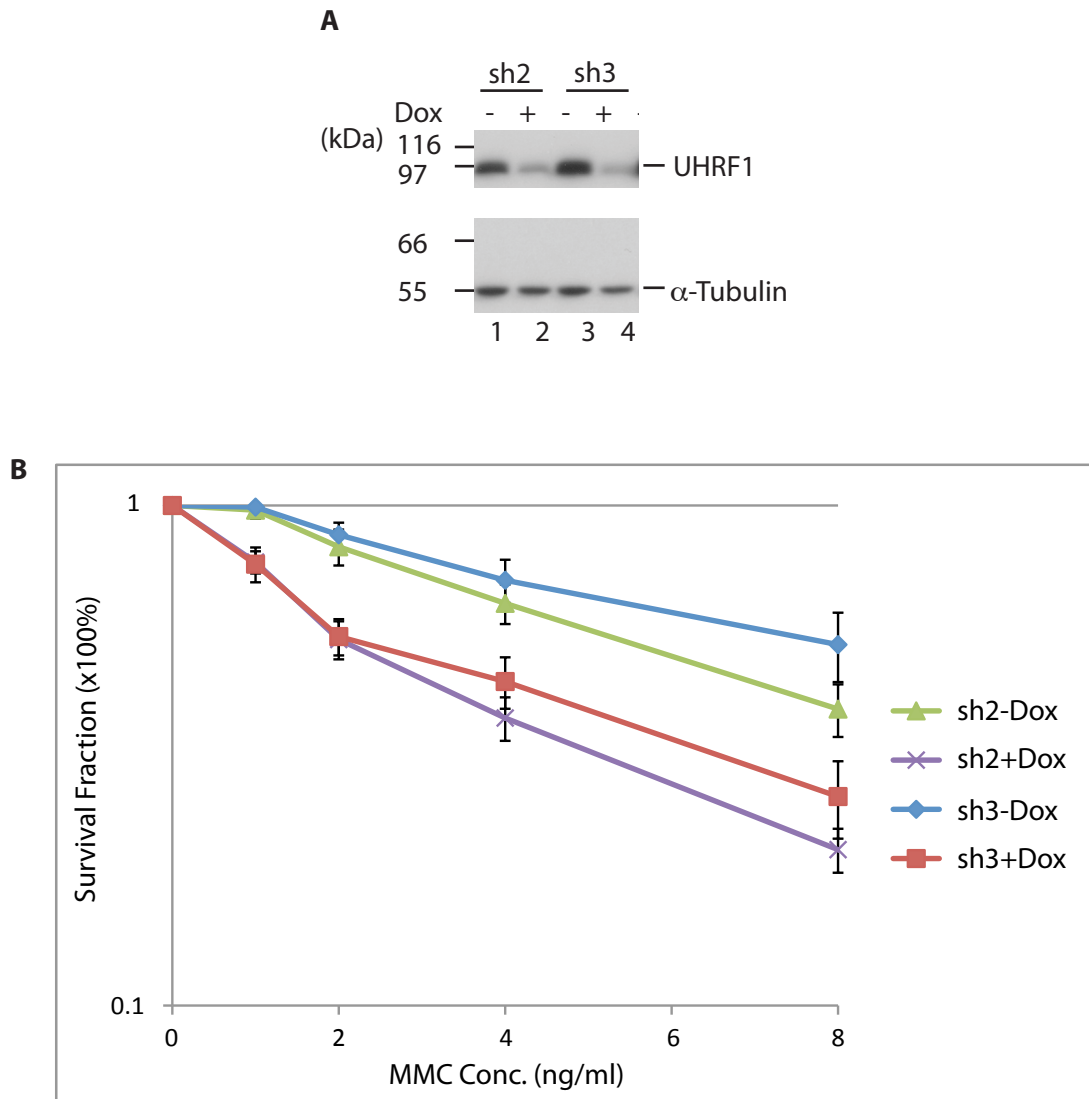 A
sh2 sh3
Dox - + - +
(kDa)
116
97
UHRF1
66
55
α-Tubulin
1 2 3 4
B
1
0.1
Survival Fraction (x100%)
0 2 4 6 8
MMC Conc. (ng/ml)
sh2-Dox
sh2+Dox
sh3-Dox
sh3+Dox